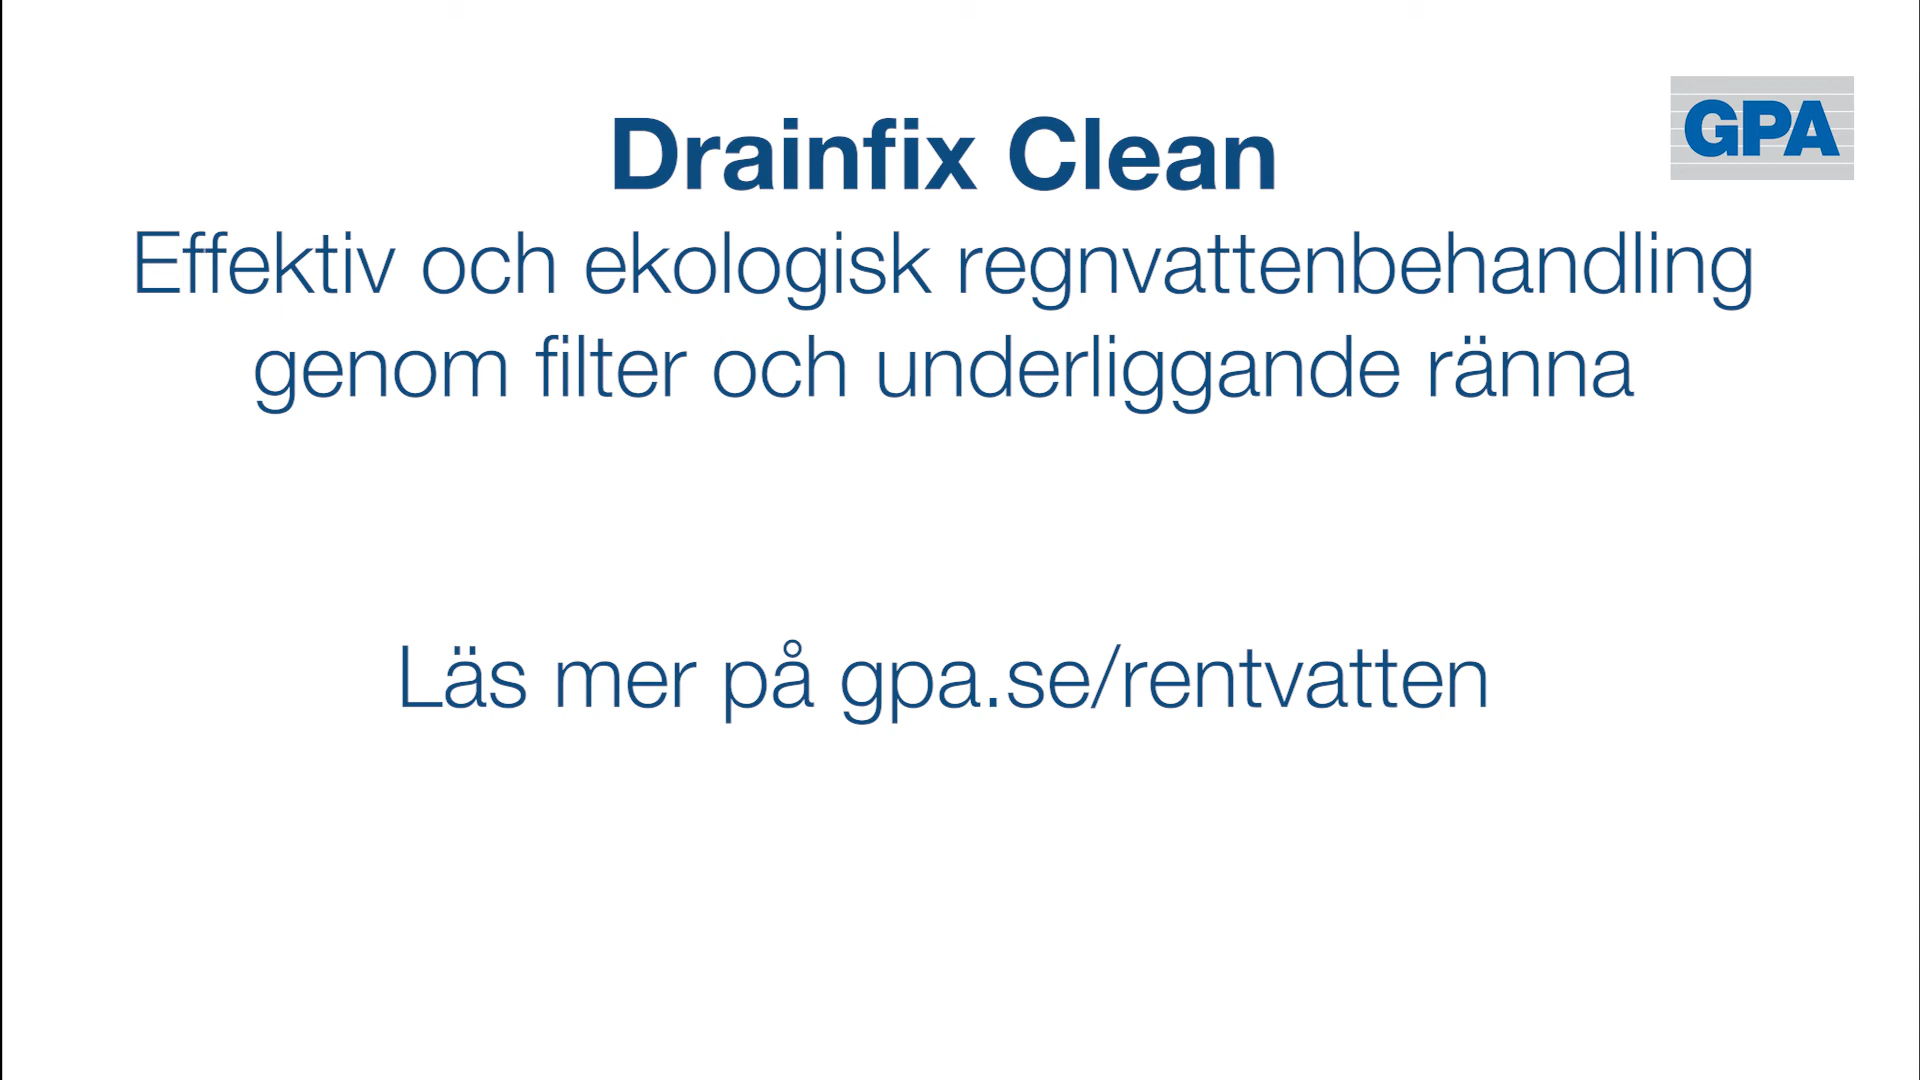 GPA
Drainfix Clean
Effektiv och ekologisk regnvattenbehandling
genom filter och underliggande ränna
Läs mer på gpa.se/rentvatten